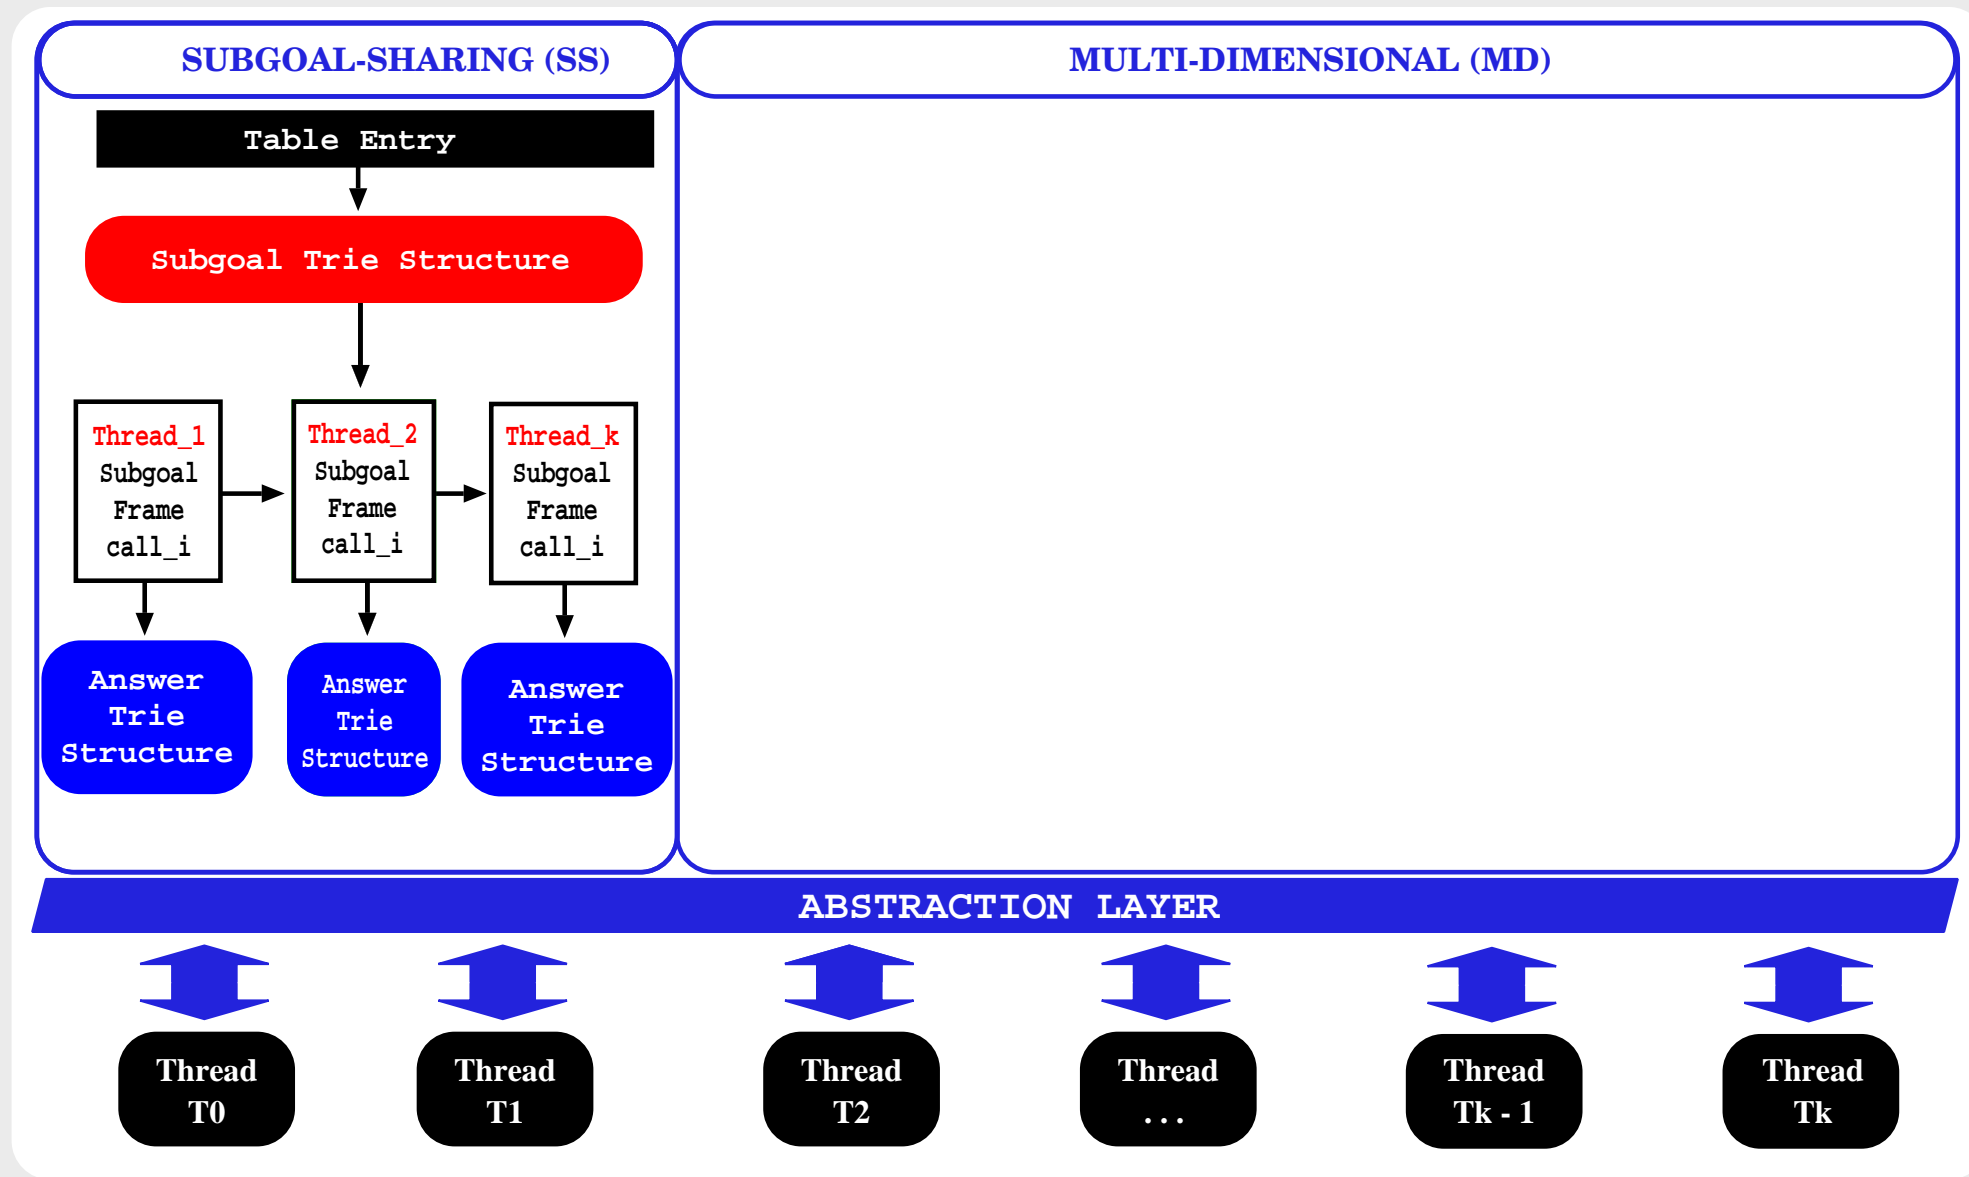 SUBGOAL-SHARING (SS)
MULTI-DIMENSIONAL (MD)
Table Entry
Subgoal Trie Structure
Thread_1
Subgoal
Frame
call_i
Thread_2
Subgoal
Frame
call_i
Thread_k
Subgoal
Frame
call_i
Answer
Trie
Structure
Answer
Trie
Structure
Answer
Trie
Structure
ABSTRACTION LAYER
Thread
T0
Thread
T1
Thread
T2
Thread
. . .
Thread
Tk - 1
Thread
Tk